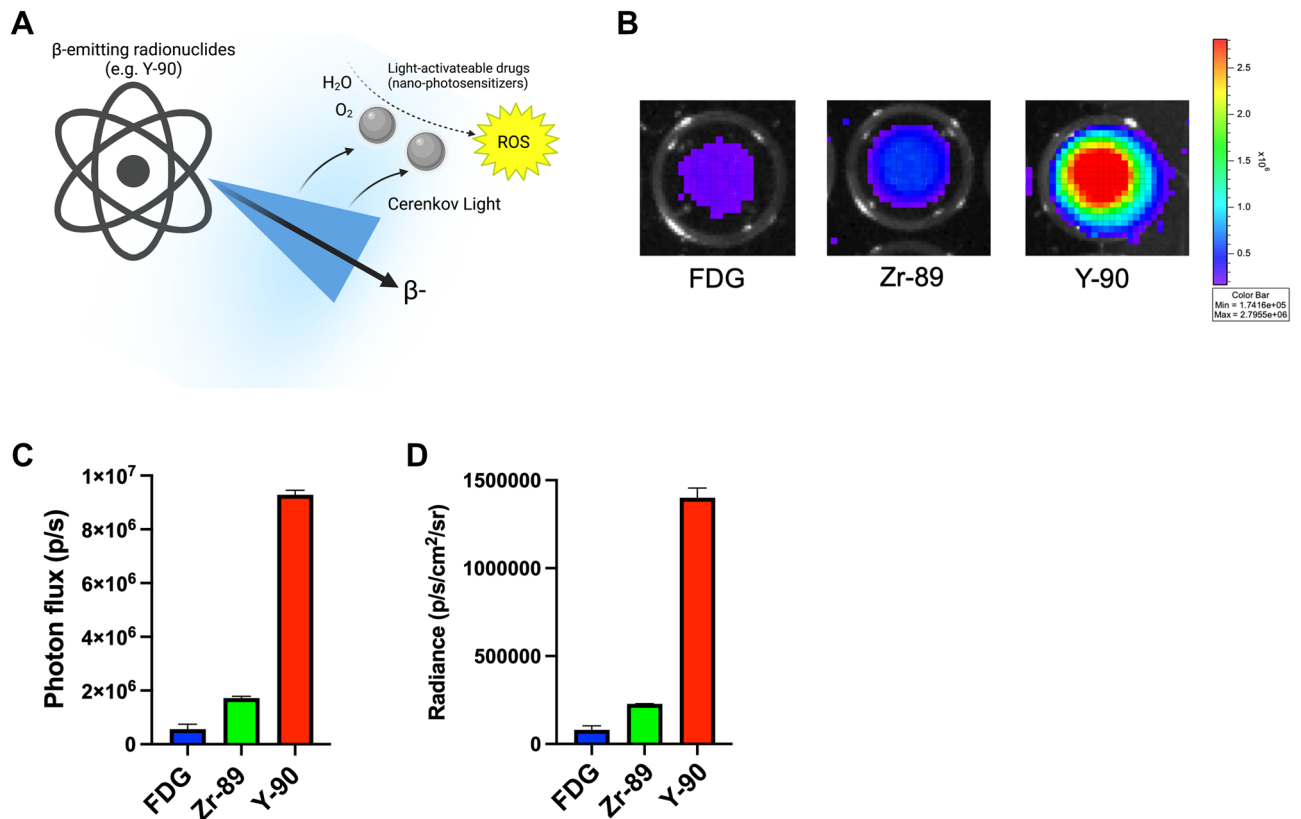 A
β-emitting radionuclides
(e.g. Y-90)
H₂O
O₂
Light-activateable drugs
(nano-photosensitizers)
ROS
Cerenkov Light
β-
B
FDG
Zr-89
Y-90
2.5
2.0
1.5
x10⁶
1.0
0.5
Color Bar
Min = 1.7416e+05
Max = 2.7955e+06
C
Photon flux (p/s)
1×10⁷
8×10⁶
6×10⁶
4×10⁶
2×10⁶
0
FDG
Zr-89
Y-90
D
Radiance (p/s/cm²/sr)
1500000
1000000
500000
0
FDG
Zr-89
Y-90